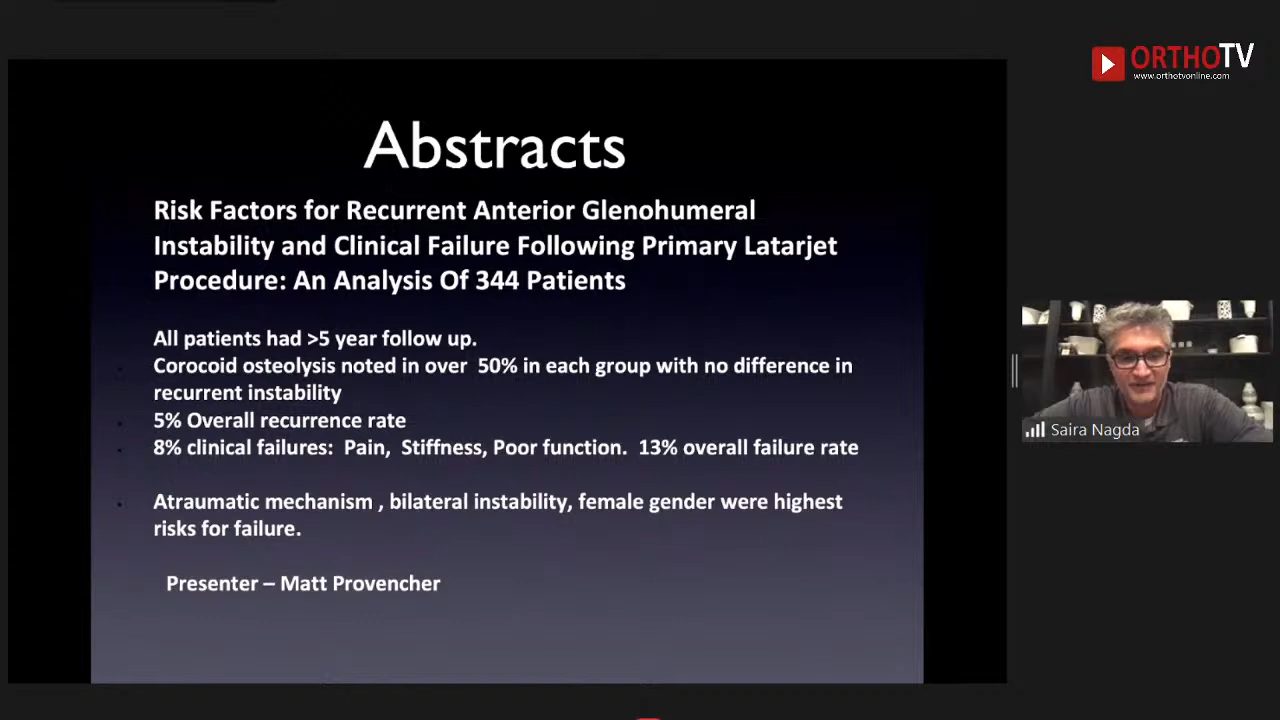 ORTHOTV
www.orthotvonline.com
Abstracts
Risk Factors for Recurrent Anterior Glenohumeral
Instability and Clinical Failure Following Primary Latarjet
Procedure: An Analysis Of 344 Patients
All patients had >5 year follow up.
Corocoid osteolysis noted in over 50% in each group with no difference in
recurrent instability
5% Overall recurrence rate
8% clinical failures: Pain, Stiffness, Poor function. 13% overall failure rate
Atraumatic mechanism , bilateral instability, female gender were highest
risks for failure.
Presenter – Matt Provencher
Saira Nagda